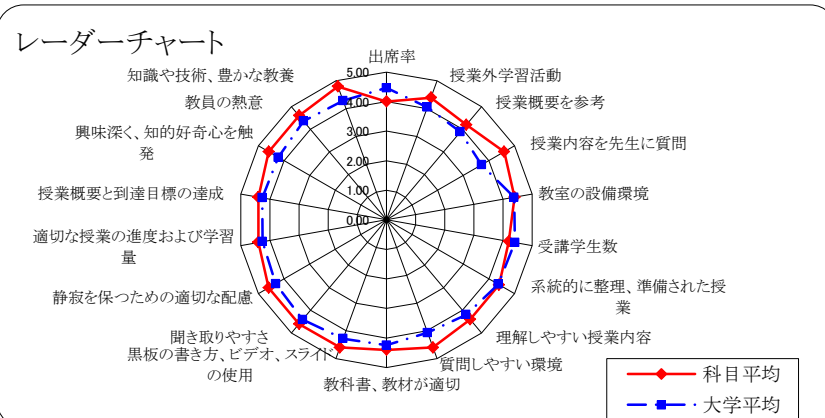 レーダーチャート
出席率
授業外学習活動
授業概要を参考
授業内容を先生に質問
教室の設備環境
受講学生数
系統的に整理、準備された授
業
理解しやすい授業内容
質問しやすい環境
教科書、教材が適切
黒板の書き方、ビデオ、スライド
の使用
聞き取りやすさ
静寂を保つための適切な配慮
適切な授業の進度および学習
量
授業概要と到達目標の達成
興味深く、知的好奇心を触
発
教員の熱意
知識や技術、豊かな教養
5.00
4.00
3.00
2.00
1.00
0.00
科目平均
大学平均